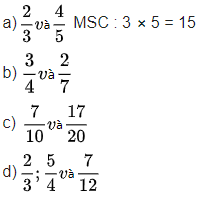 a) 2/3 và 4/5 MSC : 3 × 5 = 15
b) 3/4 và 2/7
c) 7/10 và 17/20
d) 2/3 ; 5/4 và 7/12